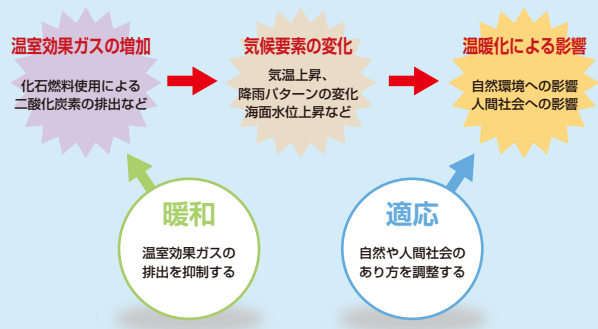 温室効果ガスの増加
化石燃料使用による
二酸化炭素の排出など
気候要素の変化
気温上昇、
降雨パターンの変化
海面水位上昇など
温暖化による影響
自然環境への影響
人間社会への影響
暖和
温室効果ガスの
排出を抑制する
適応
自然や人間社会の
あり方を調整する